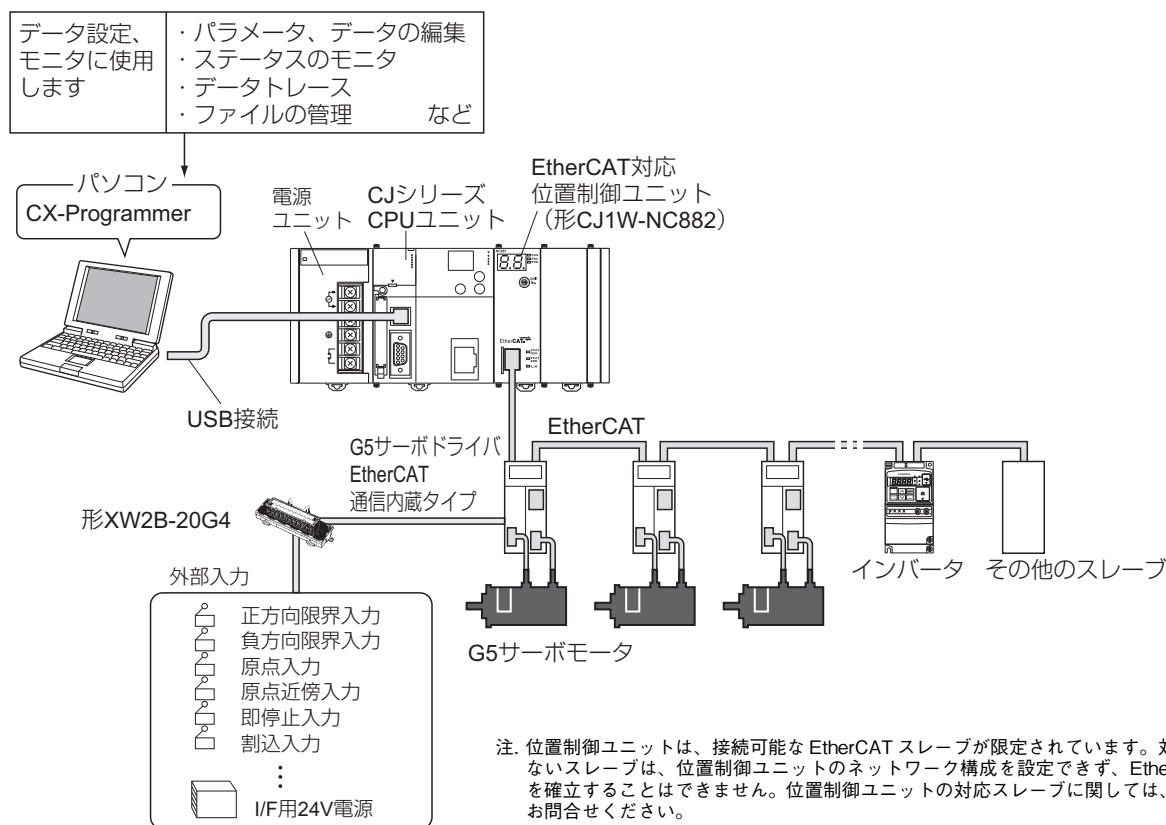 データ設定、
モニタに使用
します
・パラメータ、データの編集
・ステータスのモニタ
・データトレース
・ファイルの管理 など
パソコン
CX-Programmer
電源
ユニット
CJシリーズ
CPUユニット
EtherCAT対応
位置制御ユニット
（形CJ1W-NC882）
EtherCAT
USB接続
G5サーボドライバ
EtherCAT
通信内蔵タイプ
EtherCAT
形XW2B-20G4
インバータ
その他のスレーブ
外部入力
正方向限界入力
負方向限界入力
原点入力
原点近傍入力
即停止入力
割込入力
I/F用24V電源
G5サーボモータ
注. 位置制御ユニットは、接続可能な EtherCAT スレーブが限定されています。
ないスレーブは、位置制御ユニットのネットワーク構成を設定できず、Ethe
を確立することはできません。位置制御ユニットの対応スレーブに関しては、
お問合せください。